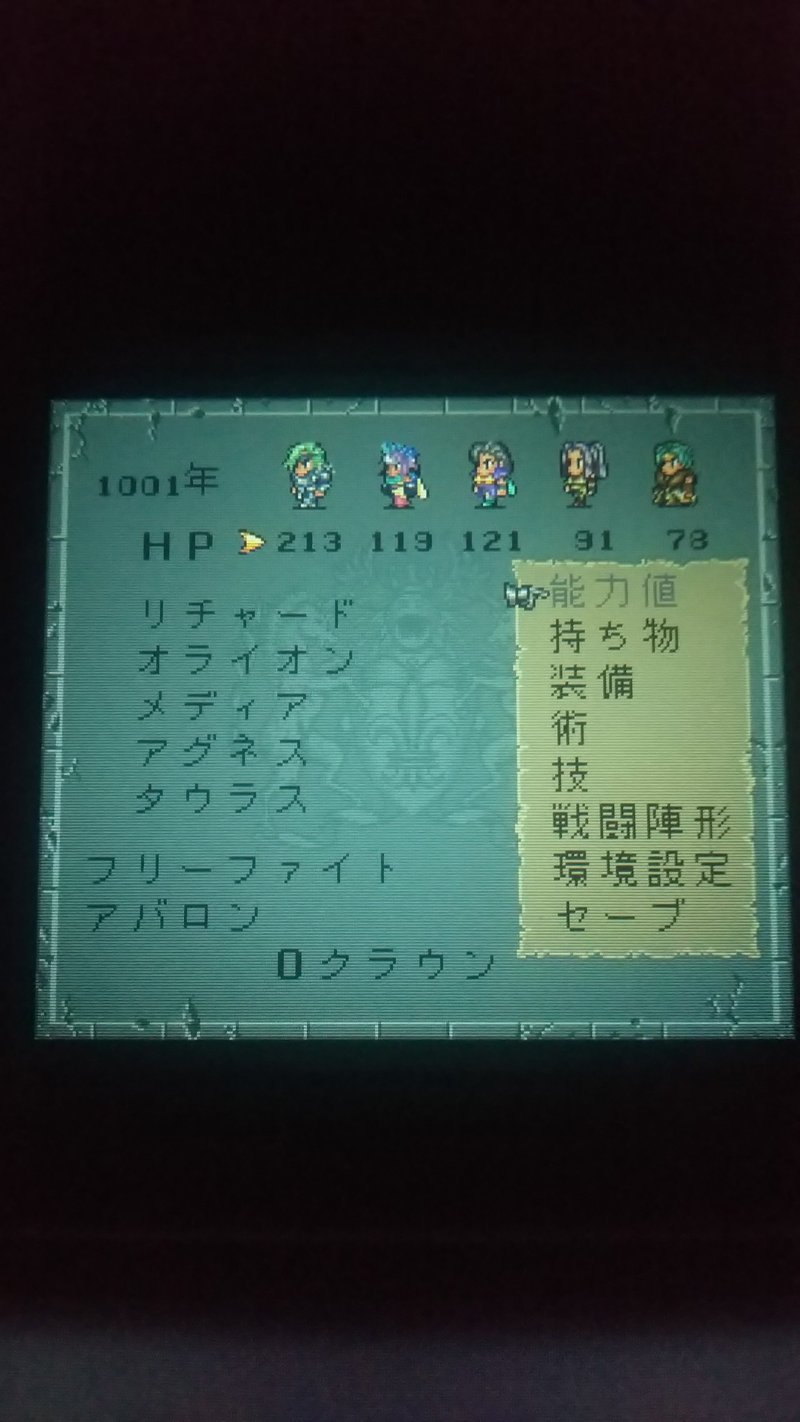 1001年
HP 213 119 121 91 78
リチャード
オライオン
メディア
アグネス
タウラス
フリーファイト
アバロン
0クラウン
能力値
持ち物
装備
術
技
戦闘陣形
環境設定
セーブ